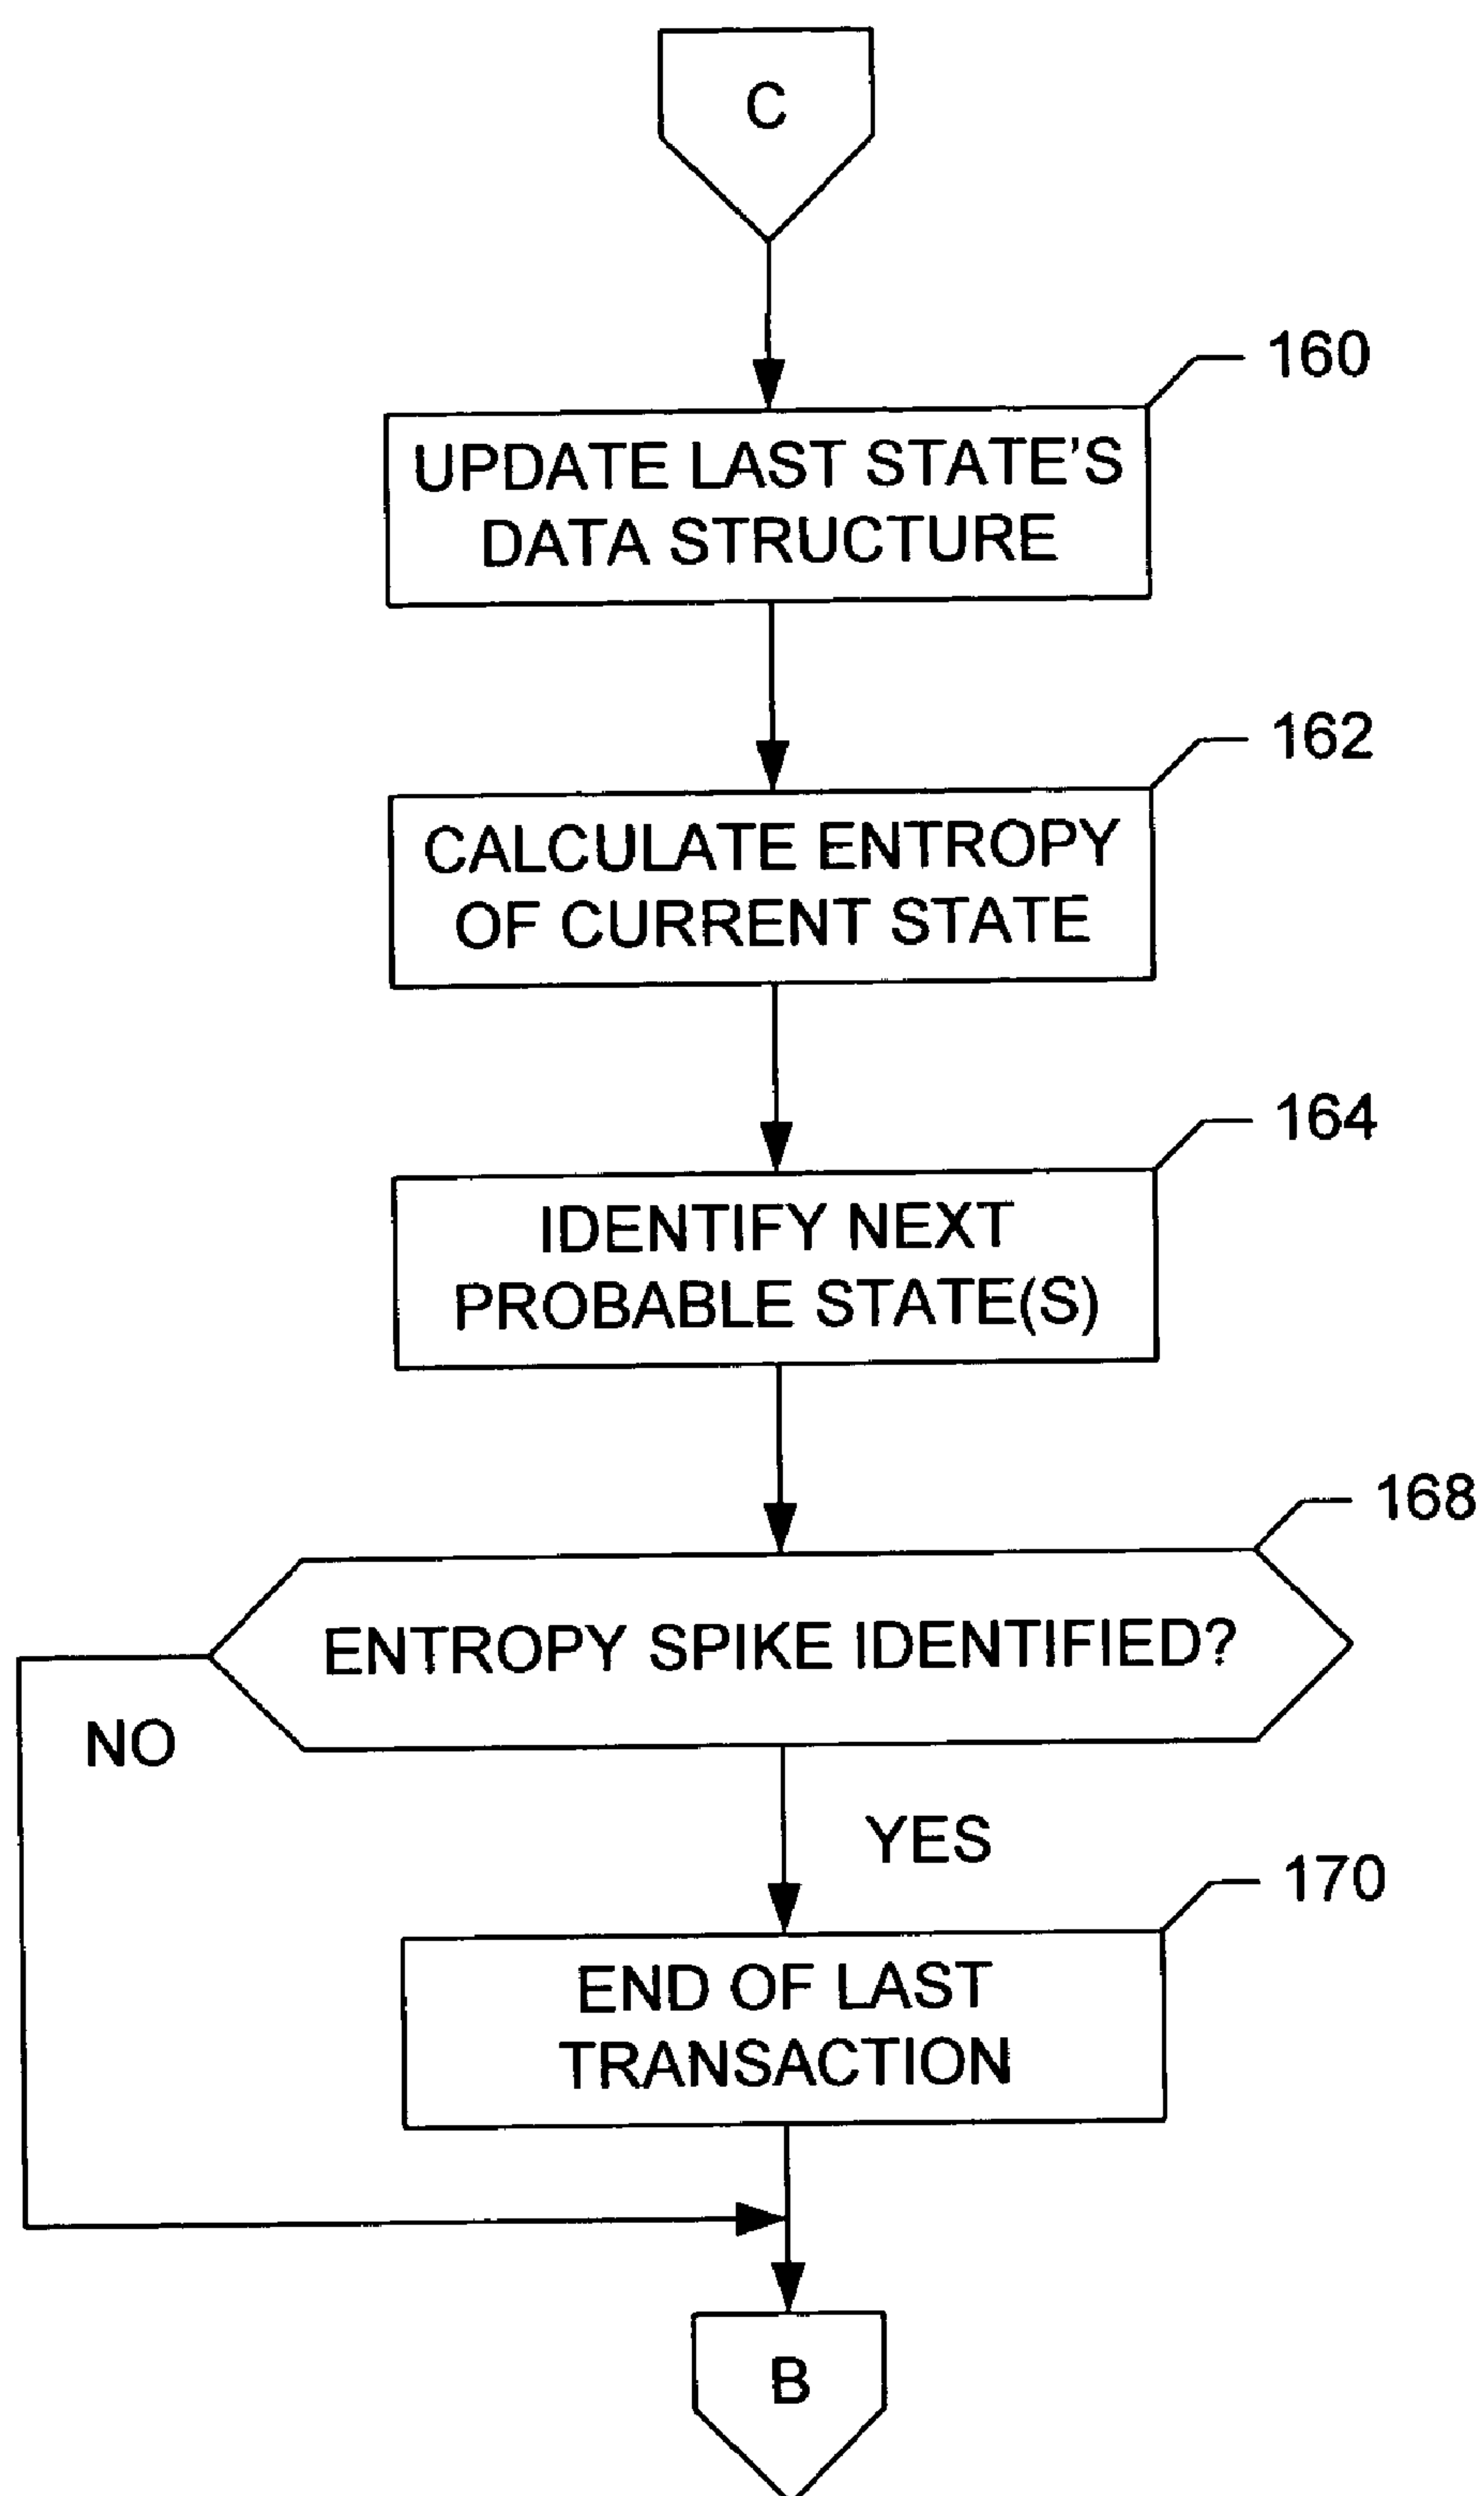 C
160
UPDATE LAST STATE'S
DATA STRUCTURE
162
CALCULATE ENTROPY
OF CURRENT STATE
164
IDENTIFY NEXT
PROBABLE STATE(S)
168
ENTROPY SPIKE IDENTIFIED?
NO
YES
170
END OF LAST
TRANSACTION
B